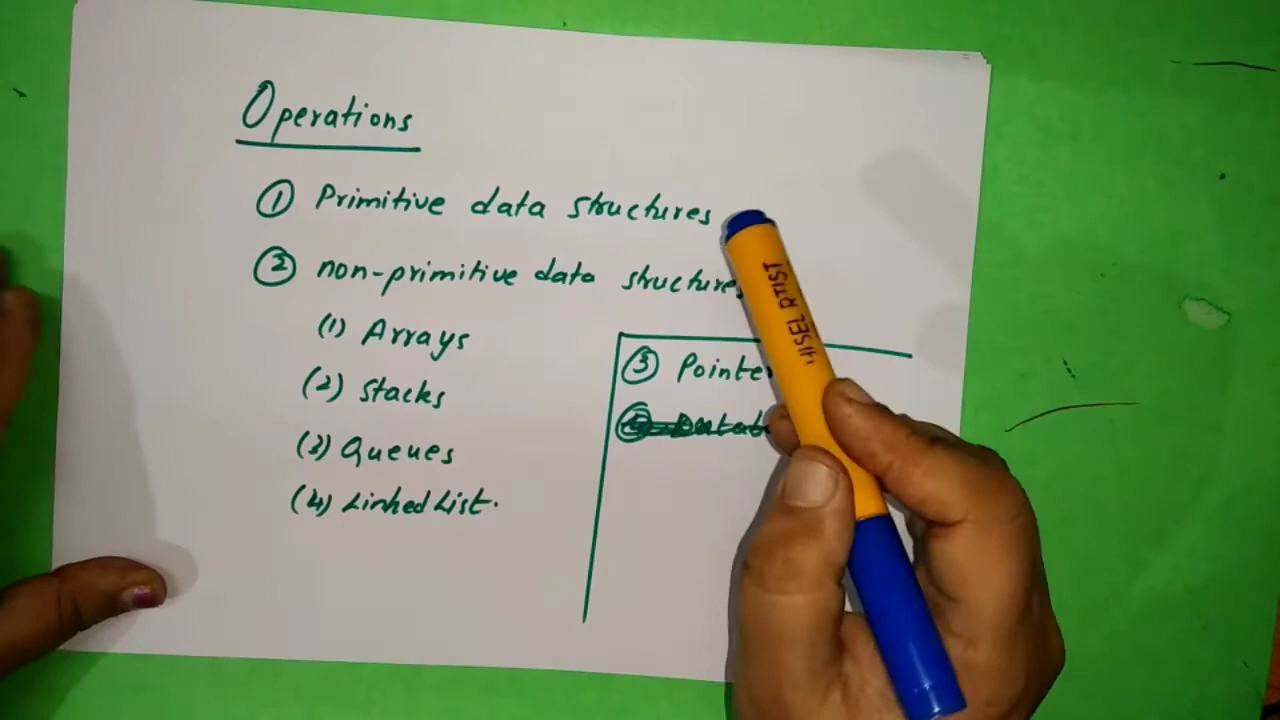 Operations
① Primitive data structures
② non-primitive data structures
(1) Arrays
(2) Stacks
(3) Queues
(4) Linked List.
③ Pointer